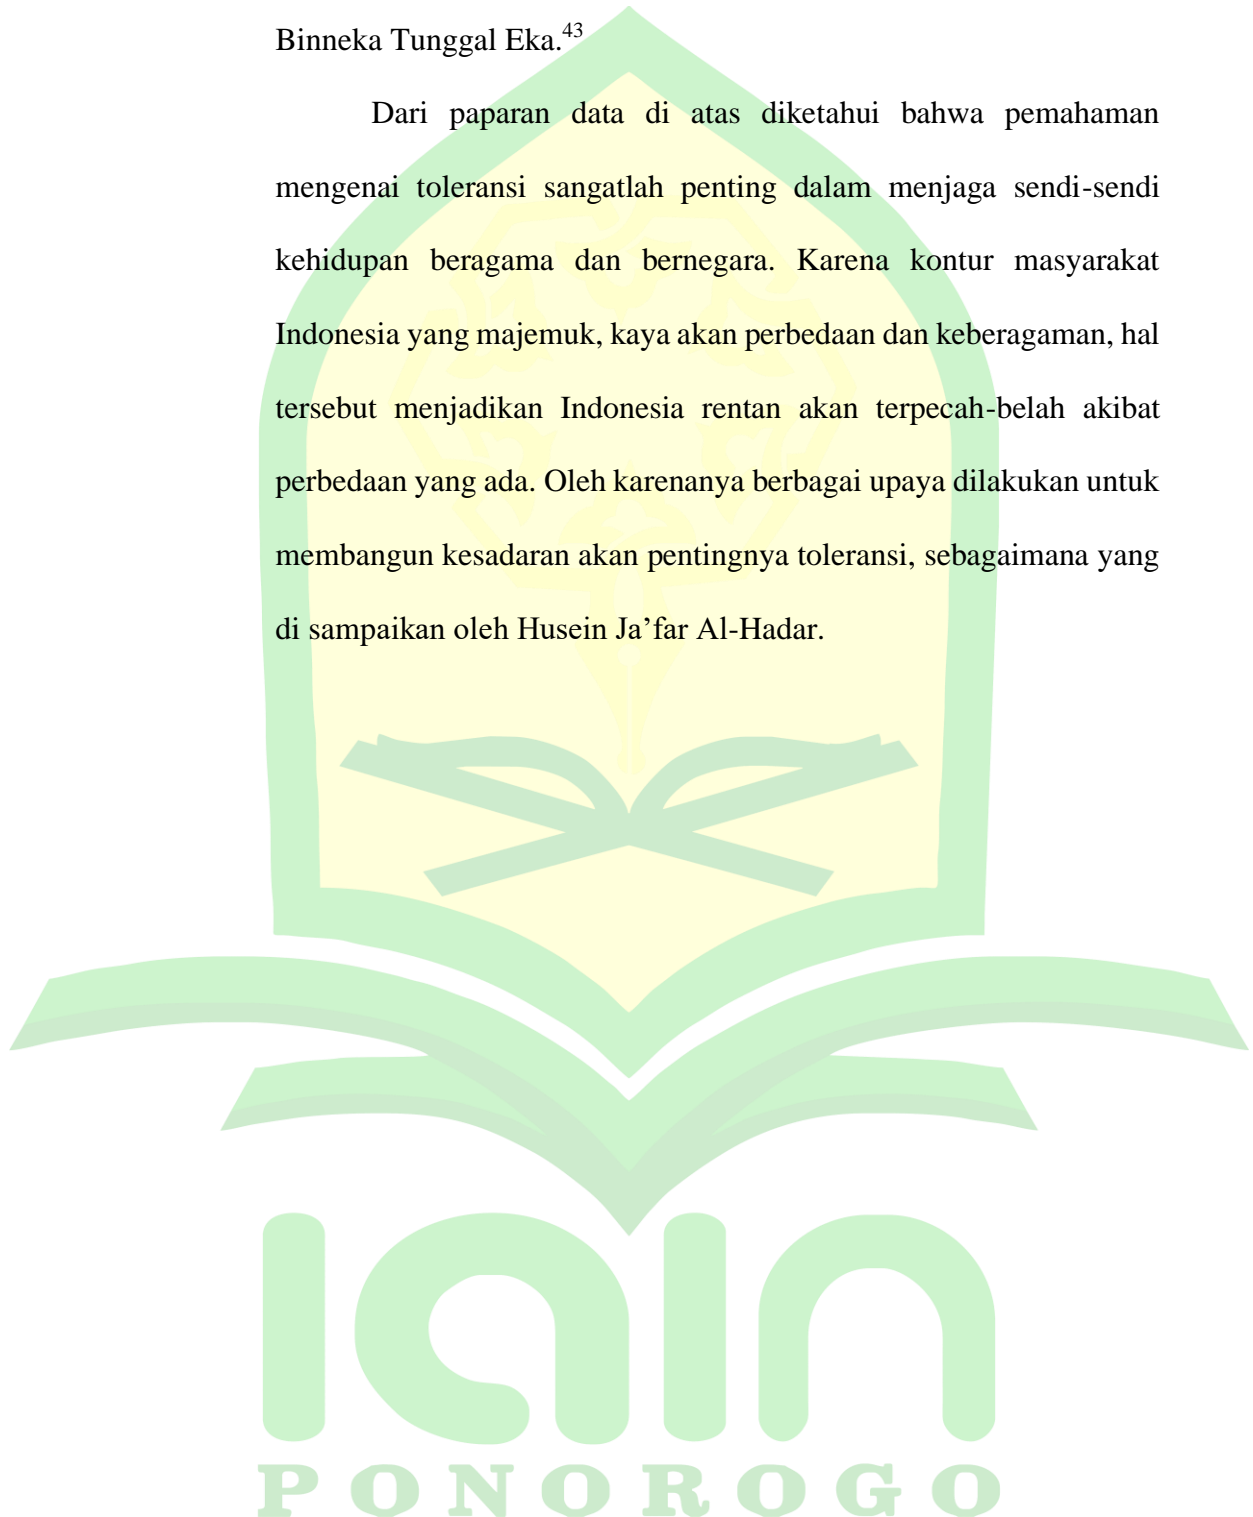 Binneka Tunggal Eka.43
Dari paparan data di atas diketahui bahwa pemahaman
mengenai toleransi sangatlah penting dalam menjaga sendi-sendi
kehidupan beragama dan bernegara. Karena kontur masyarakat
Indonesia yang majemuk, kaya akan perbedaan dan keberagaman, hal
tersebut menjadikan Indonesia rentan akan terpecah-belah akibat
perbedaan yang ada. Oleh karenanya berbagai upaya dilakukan untuk
membangun kesadaran akan pentingnya toleransi, sebagaimana yang
di sampaikan oleh Husein Ja’far Al-Hadar.
IAIN
PONOROGO